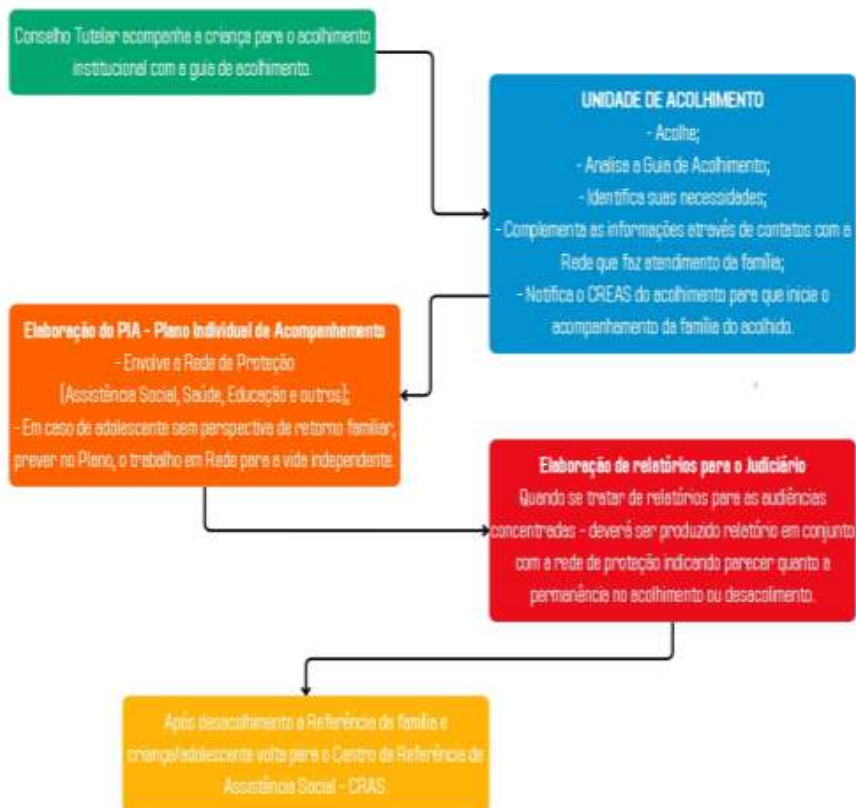 Conselho Tutelar acompanha a criança para o acolhimento
institucional com a guia de acolhimento.
UNIDADE DE ACOLHIMENTO
- Acolhe;
- Analisa a Guia de Acolhimento;
- Identifica suas necessidades;
- Complementa as informações através de contatos com a
Rede que faz atendimento da família;
- Notifica o CREAS do acolhimento para que inicie o
acompanhamento da família do acolhido.
Elaboração do PIA - Plano Individual de Acompanhamento
- Envolve a Rede de Proteção
(Assistência Social, Saúde, Educação e outros);
- Em caso de adolescente sem perspectiva de retorno familiar,
prever no Plano, o trabalho em Rede para a vida independente.
Elaboração de relatórios para o Judiciário
Quando se tratar de relatórios para as audiências
concentradas - deverá ser produzido relatório em conjunto
com a rede de proteção indicando parecer quanto a
permanência no acolhimento ou desacolimento.
Após desacolhimento a Referência da família e
criança/adolescente volta para o Centro de Referência de
Assistência Social - CRAS.